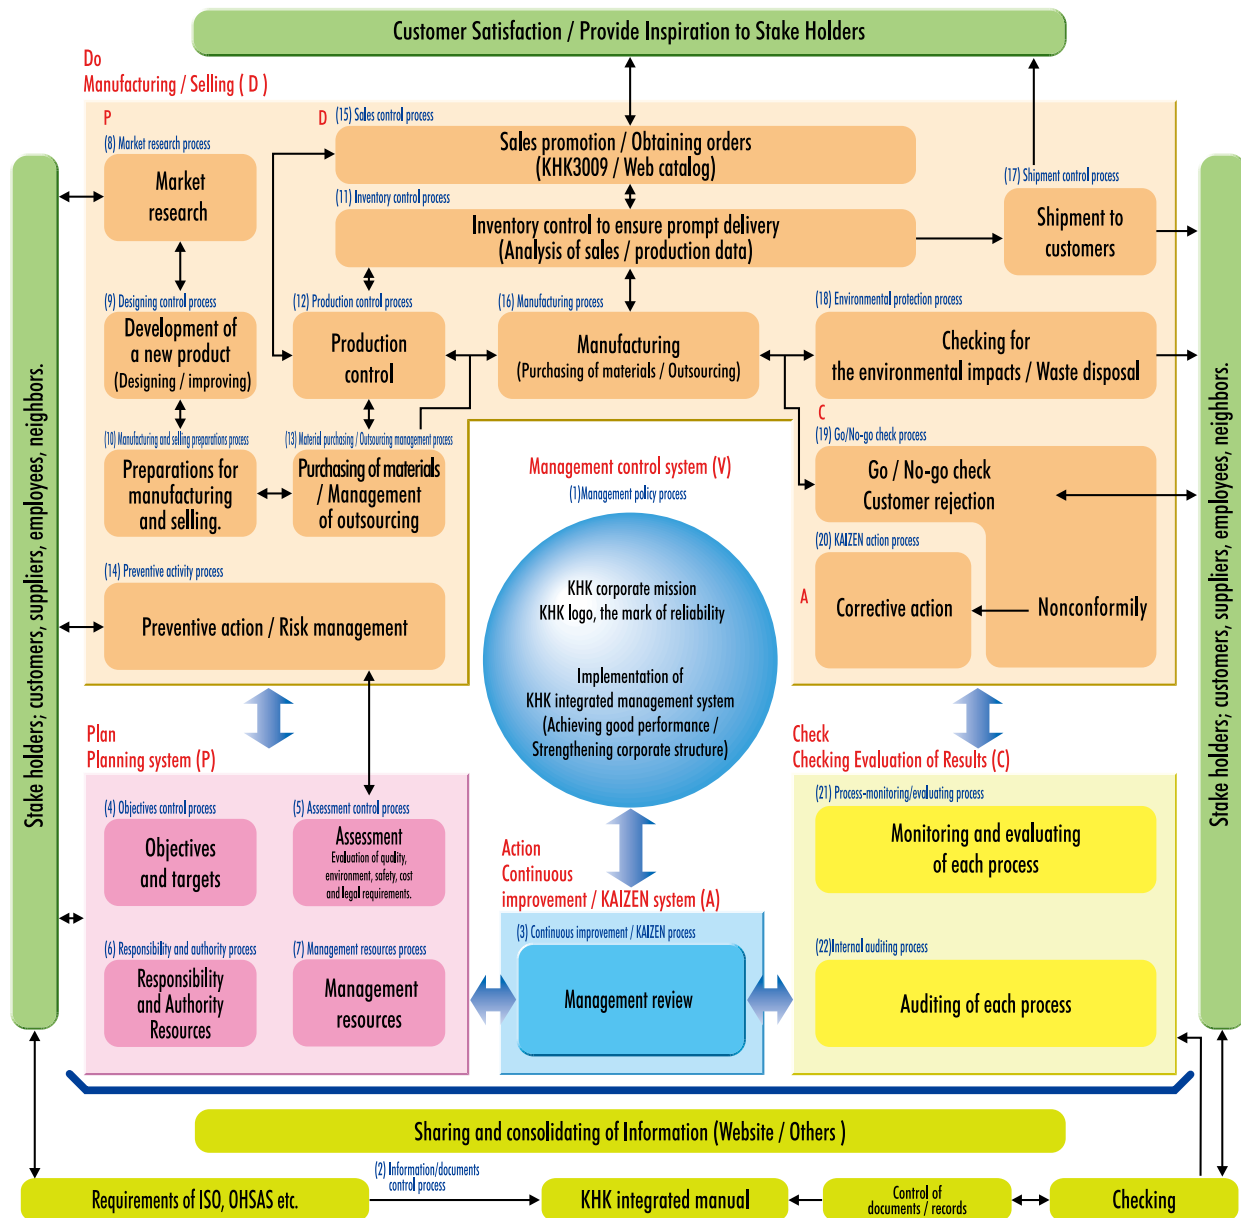 Customer Satisfaction / Provide Inspiration to Stake Holders
Do
Manufacturing / Selling ( D )
P
D
(15) Sales control process
Sales promotion / Obtaining orders
(KHK3009 / Web catalog)
(8) Market research process
Market
research
(11) Inventory control process
Inventory control to ensure prompt delivery
(Analysis of sales / production data)
(17) Shipment control process
Shipment to
customers
(9) Designing control process
Development of
a new product
(Designing / improving)
(12) Production control process
Production
control
(16) Manufacturing process
Manufacturing
(Purchasing of materials / Outsourcing)
(18) Environmental protection process
Checking for
the environmental impacts / Waste disposal
(10) Manufacturing and selling preparations process
Preparations for
manufacturing
and selling.
(13) Material purchasing / Outsourcing management process
Purchasing of materials
/ Management
of outsourcing
C
(19) Go/No-go check process
Go / No-go check
Customer rejection
(14) Preventive activity process
Preventive action / Risk management
(20) KAIZEN action process
A
Corrective action
Nonconformily
Management control system (V)
(1)Management policy process
KHK corporate mission
KHK logo, the mark of reliability
Implementation of
KHK integrated management system
(Achieving good performance /
Strengthening corporate structure)
Stake holders; customers, suppliers, employees, neighbors.
Stake holders; customers, suppliers, employees, neighbors.
Plan
Planning system (P)
(4) Objectives control process
Objectives
and targets
(5) Assessment control process
Assessment
Evaluation of quality,
environment, safety, cost
and legal requirements.
(6) Responsibility and authority process
Responsibility
and Authority
Resources
(7) Management resources process
Management
resources
Action
Continuous
improvement / KAIZEN system (A)
(3) Continuous improvement / KAIZEN process
Management review
Check
Checking Evaluation of Results (C)
(21) Process-monitoring/evaluating process
Monitoring and evaluating
of each process
(22)Internal auditing process
Auditing of each process
Sharing and consolidating of Information (Website / Others )
Requirements of ISO, OHSAS etc.
(2) Information/documents
control process
KHK integrated manual
Control of
documents / records
Checking